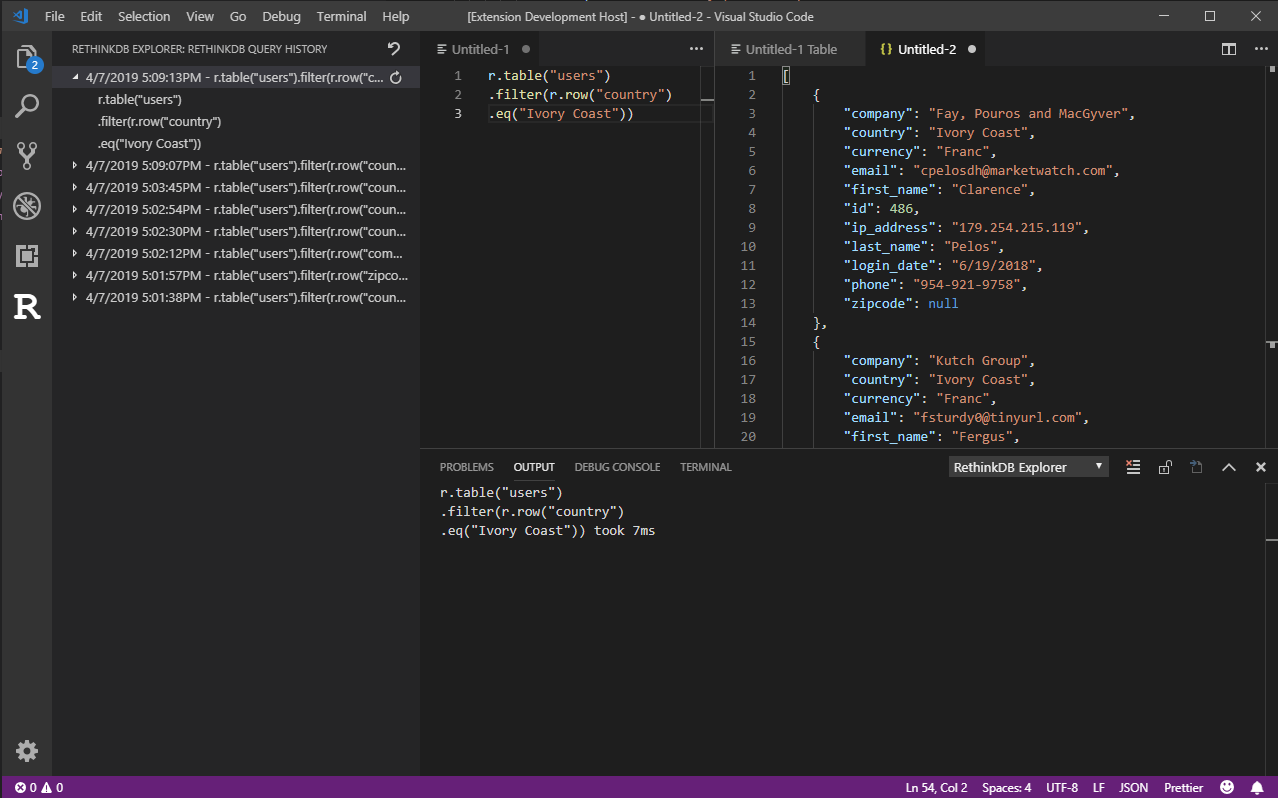 File Edit Selection View Go Debug Terminal Help
[Extension Development Host] - ● Untitled-2 - Visual Studio Code
2
RETHINKDB EXPLORER: RETHINKDB QUERY HISTORY
4/7/2019 5:09:13PM - r.table("users").filter(r.row("c...
r.table("users")
.filter(r.row("country")
.eq("Ivory Coast"))
4/7/2019 5:09:07PM - r.table("users").filter(r.row("coun...
4/7/2019 5:03:45PM - r.table("users").filter(r.row("coun...
4/7/2019 5:02:54PM - r.table("users").filter(r.row("coun...
4/7/2019 5:02:30PM - r.table("users").filter(r.row("coun...
4/7/2019 5:02:12PM - r.table("users").filter(r.row("com...
4/7/2019 5:01:57PM - r.table("users").filter(r.row("zipco...
4/7/2019 5:01:38PM - r.table("users").filter(r.row("coun...
R
Untitled-1 ● ...
1 r.table("users")
2 .filter(r.row("country")
3 .eq("Ivory Coast"))
Untitled-1 Table {} Untitled-2 ● ...
1 [
2 {
3 "company": "Fay, Pouros and MacGyver",
4 "country": "Ivory Coast",
5 "currency": "Franc",
6 "email": "cpelosdh@marketwatch.com",
7 "first_name": "Clarence",
8 "id": 486,
9 "ip_address": "179.254.215.119",
10 "last_name": "Pelos",
11 "login_date": "6/19/2018",
12 "phone": "954-921-9758",
13 "zipcode": null
14 },
15 {
16 "company": "Kutch Group",
17 "country": "Ivory Coast",
18 "currency": "Franc",
19 "email": "fsturdy0@tinyurl.com",
20 "first_name": "Fergus",
PROBLEMS OUTPUT DEBUG CONSOLE TERMINAL RethinkDB Explorer
r.table("users")
.filter(r.row("country")
.eq("Ivory Coast")) took 7ms
0 0 Ln 54, Col 2 Spaces: 4 UTF-8 LF JSON Prettier